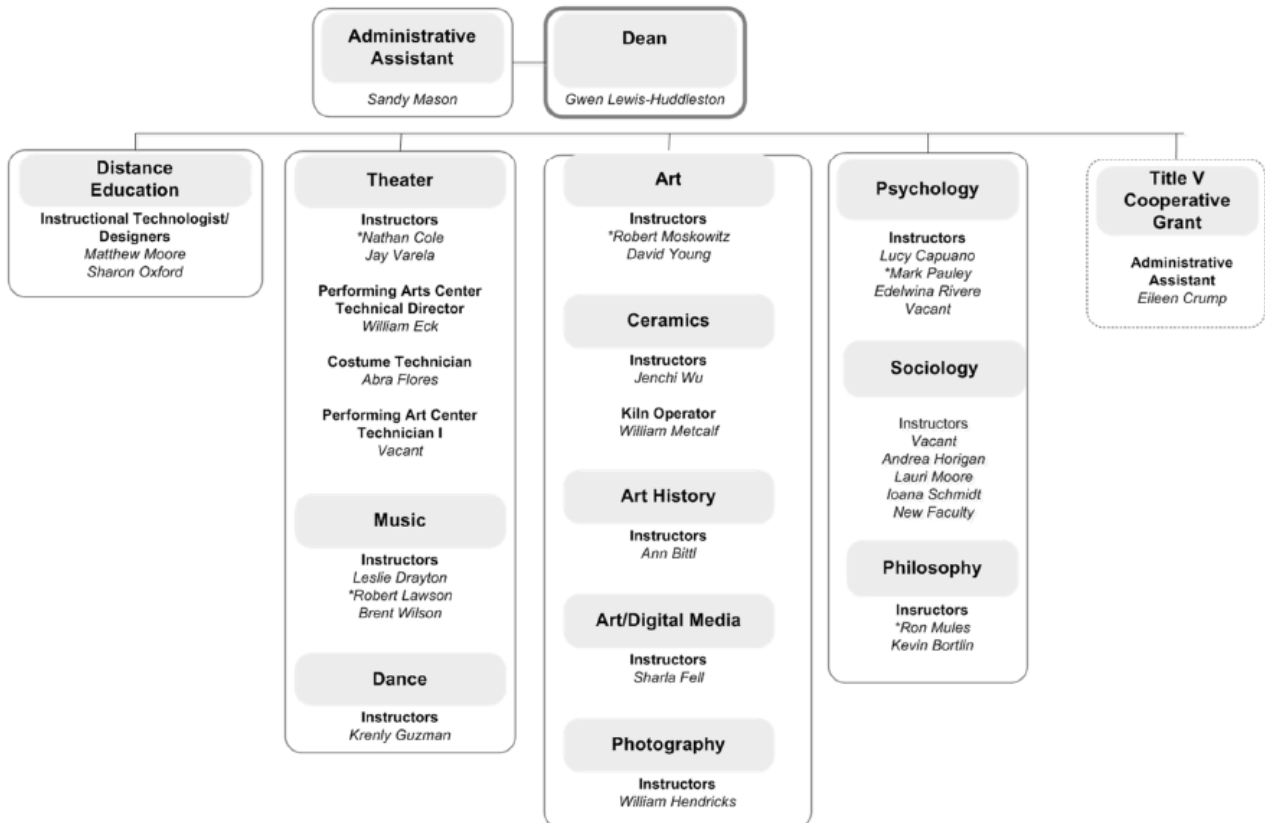 Administrative
Assistant
Sandy Mason
Dean
Gwen Lewis-Huddleston
Distance
Education
Instructional Technologist/
Designers
Matthew Moore
Sharon Oxford
Theater
Instructors
*Nathan Cole
Jay Varela
Performing Arts Center
Technical Director
William Eck
Costume Technician
Abra Flores
Performing Art Center
Technician I
Vacant
Music
Instructors
Leslie Drayton
*Robert Lawson
Brent Wilson
Dance
Instructors
Krenly Guzman
Art
Instructors
*Robert Moskowitz
David Young
Ceramics
Instructors
Jenchi Wu
Kiln Operator
William Metcalf
Art History
Instructors
Ann Bittl
Art/Digital Media
Instructors
Sharla Fell
Photography
Instructors
William Hendricks
Psychology
Instructors
Lucy Capuano
*Mark Pauley
Edelwina Rivere
Vacant
Sociology
Instructors
Vacant
Andrea Horigan
Lauri Moore
Ioana Schmidt
New Faculty
Philosophy
Insructors
*Ron Mules
Kevin Bortlin
Title V
Cooperative
Grant
Administrative
Assistant
Eileen Crump